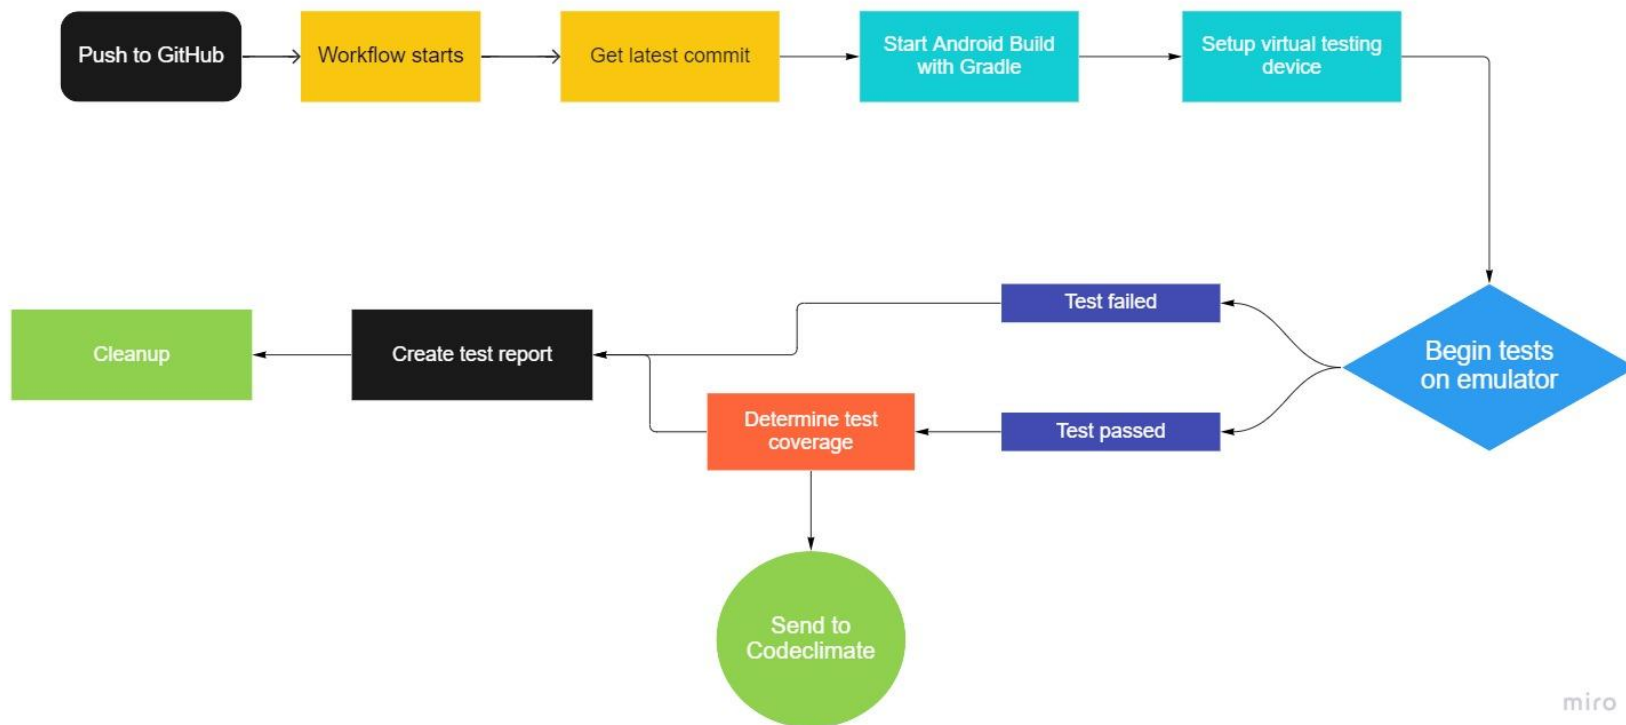 Push to GitHub
Workflow starts
Get latest commit
Start Android Build
with Gradle
Setup virtual testing
device
Begin tests
on emulator
Test failed
Test passed
Determine test
coverage
Create test report
Cleanup
Send to
Codeclimate
miro